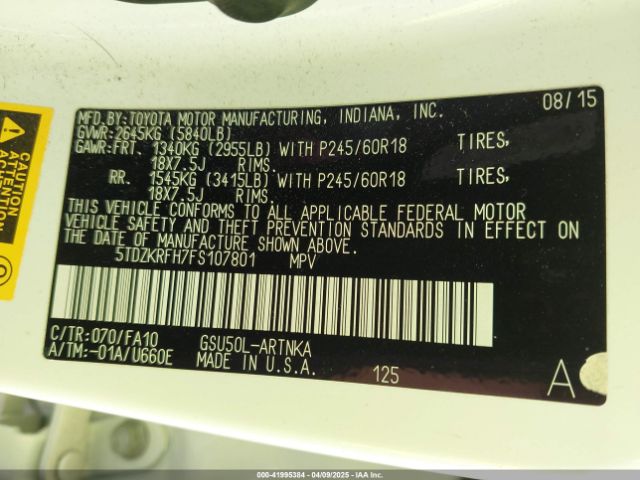 CAUTION
ATTENTION
MFD.BY:TOYOTA MOTOR MANUFACTURING, INDIANA, INC. 08/15
GVWR:2645KG (5840LB)
GAWR:FRT. 1340KG (2955LB) WITH P245/60R18 TIRES,
18X7.5J RIMS.
RR. 1545KG (3415LB) WITH P245/60R18 TIRES,
18X7.5J RIMS.
THIS VEHICLE CONFORMS TO ALL APPLICABLE FEDERAL MOTOR
VEHICLE SAFETY AND THEFT PREVENTION STANDARDS IN EFFECT ON
THE DATE OF MANUFACTURE SHOWN ABOVE.
5TDZKRFH7FS107801 MPV
C/TR:070/FA10 GSU50L-ARTNKA
A/TM:-01A/U660E MADE IN U.S.A. 125 A
000-41995384 - 04/09/2025 - IAA Inc.